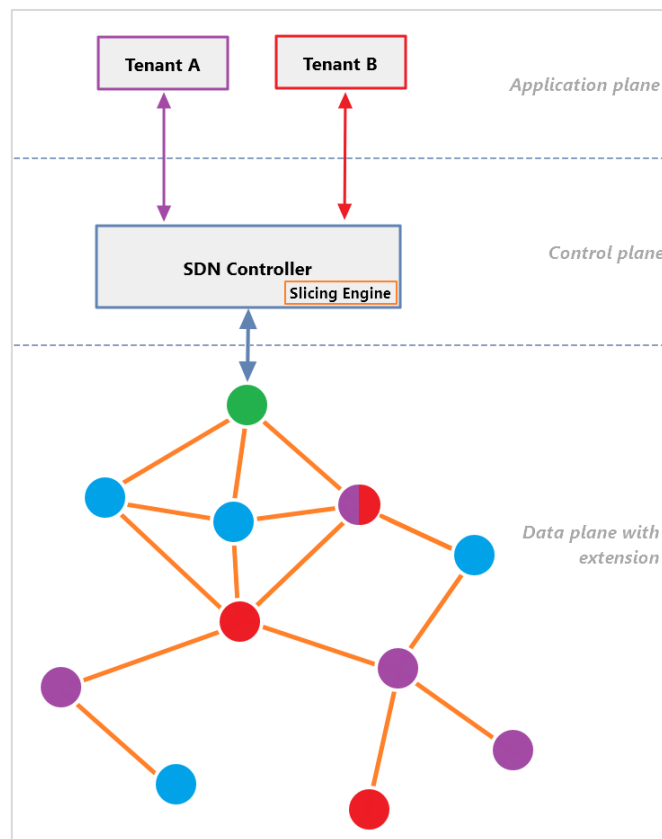 Tenant A
Tenant B
Application plane
Control plane
SDN Controller
Slicing Engine
Data plane with
extension